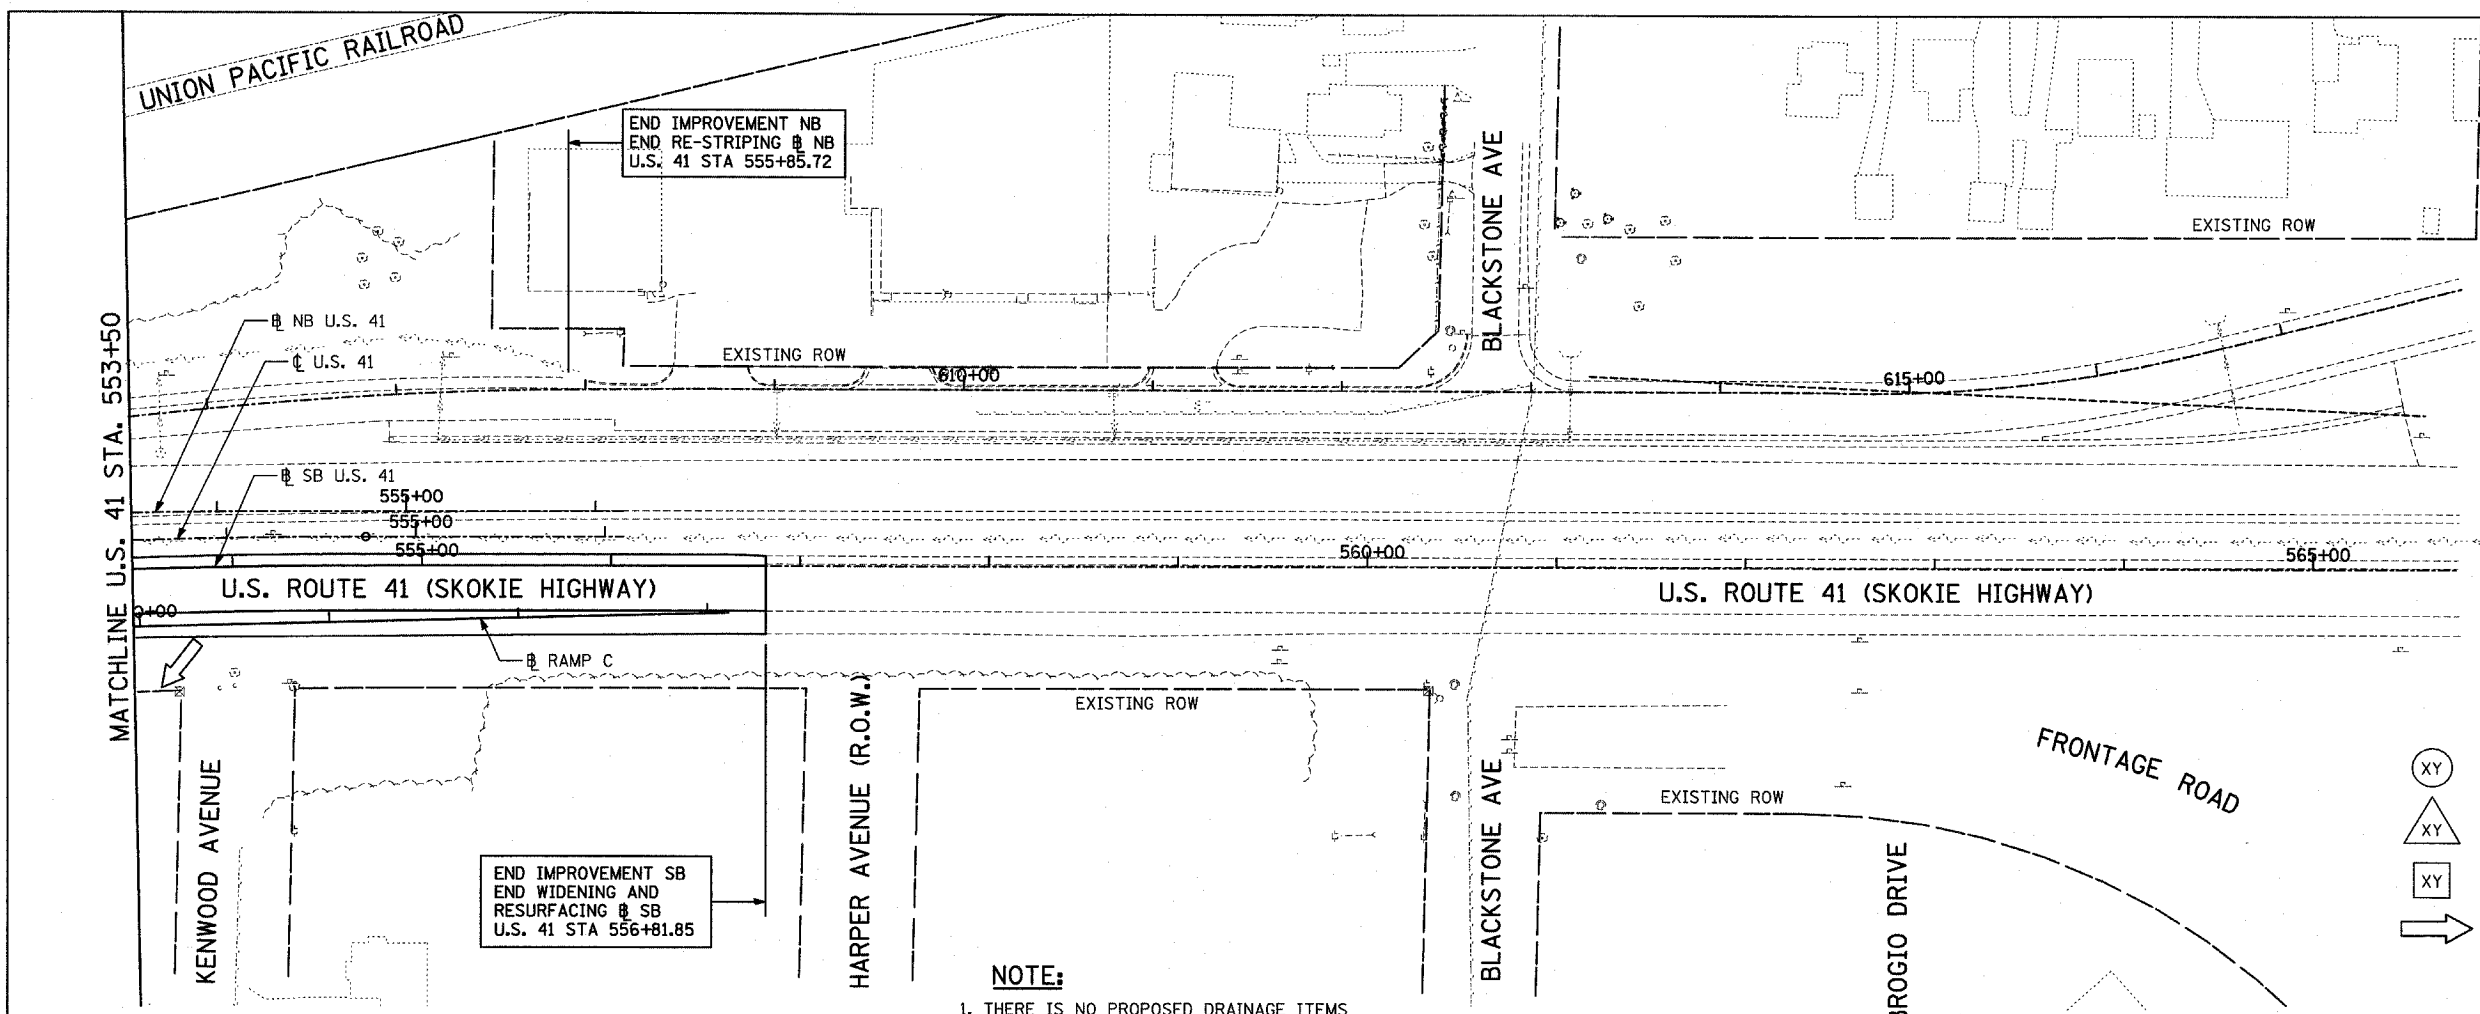 UNION PACIFIC RAILROAD
END IMPROVEMENT NB
END RE-STRIPING ℄ NB
U.S. 41 STA 555+85.72
BLACKSTONE AVE
EXISTING ROW
MATCHLINE U.S. 41 STA. 553+50
NB U.S. 41
℄ U.S. 41
EXISTING ROW
610+00
615+00
SB U.S. 41
555+00
555+00
555+00
560+00
565+00
U.S. ROUTE 41 (SKOKIE HIGHWAY)
U.S. ROUTE 41 (SKOKIE HIGHWAY)
0+00
RAMP C
EXISTING ROW
KENWOOD AVENUE
HARPER AVENUE (R.O.W.)
BLACKSTONE AVE
EXISTING ROW
FRONTAGE ROAD
BROGIO DRIVE
XY
XY
XY
END IMPROVEMENT SB
END WIDENING AND
RESURFACING SB
U.S. 41 STA 556+81.85
NOTE:
1. THERE IS NO PROPOSED DRAINAGE ITEMS